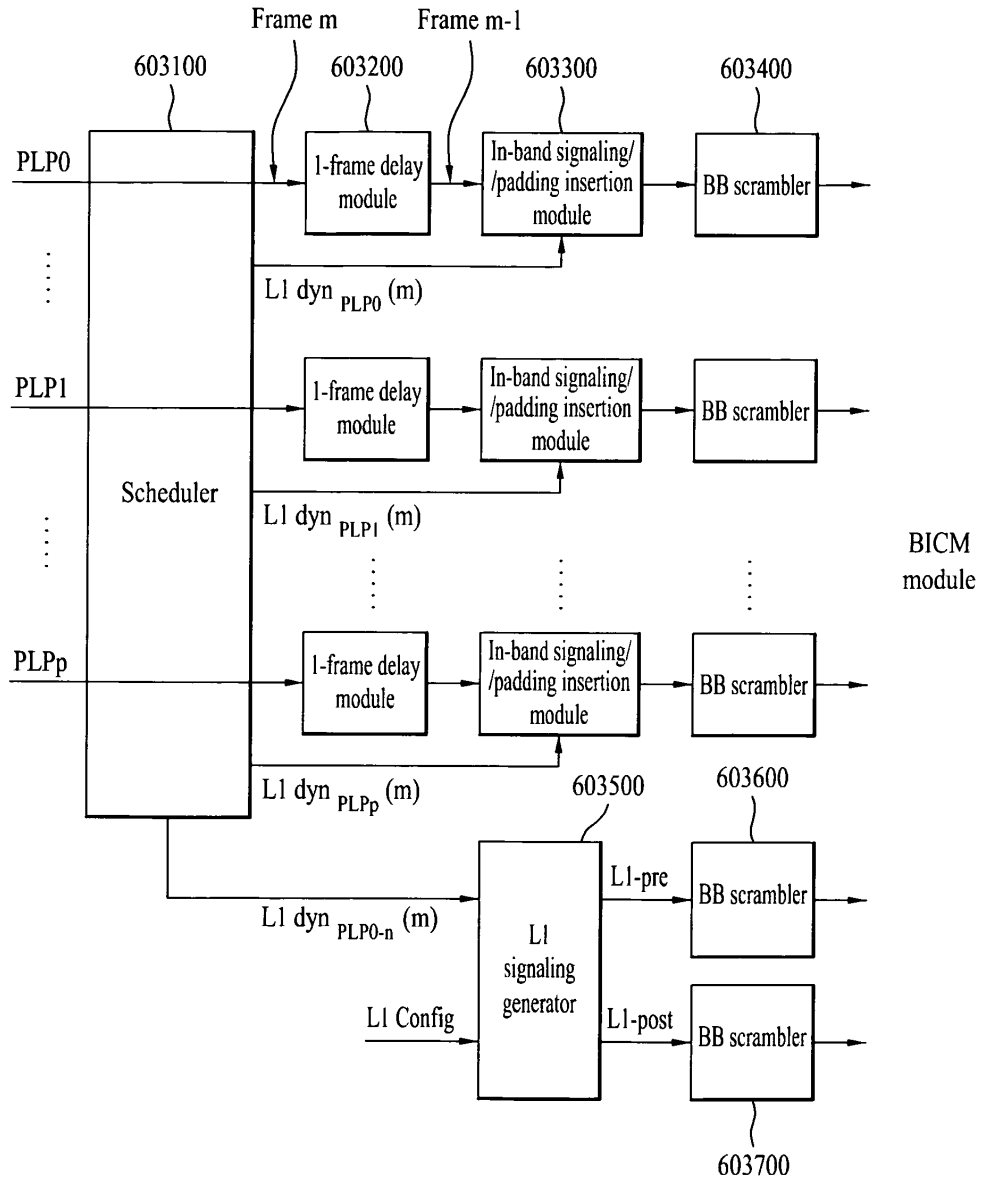 Frame m
Frame m-1
603100
603200
603300
603400
PLP0
1-frame delay
module
In-band signaling/
/padding insertion
module
BB scrambler
L1 dyn PLP0 (m)
PLP1
1-frame delay
module
In-band signaling/
/padding insertion
module
BB scrambler
Scheduler
L1 dyn PLP1 (m)
BICM
module
PLPp
1-frame delay
module
In-band signaling/
/padding insertion
module
BB scrambler
L1 dyn PLPp (m)
603500
603600
L1-pre
BB scrambler
L1 dyn PLP0-n (m)
L1
signaling
generator
L1 Config
L1-post
BB scrambler
603700